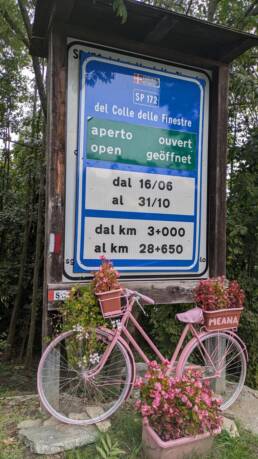 SP 172
del Colle delle Finestre
aperto ouvert
open geöffnet
dal 16/06
al 31/10
dal km 3+000
al km 28+650
MEANA